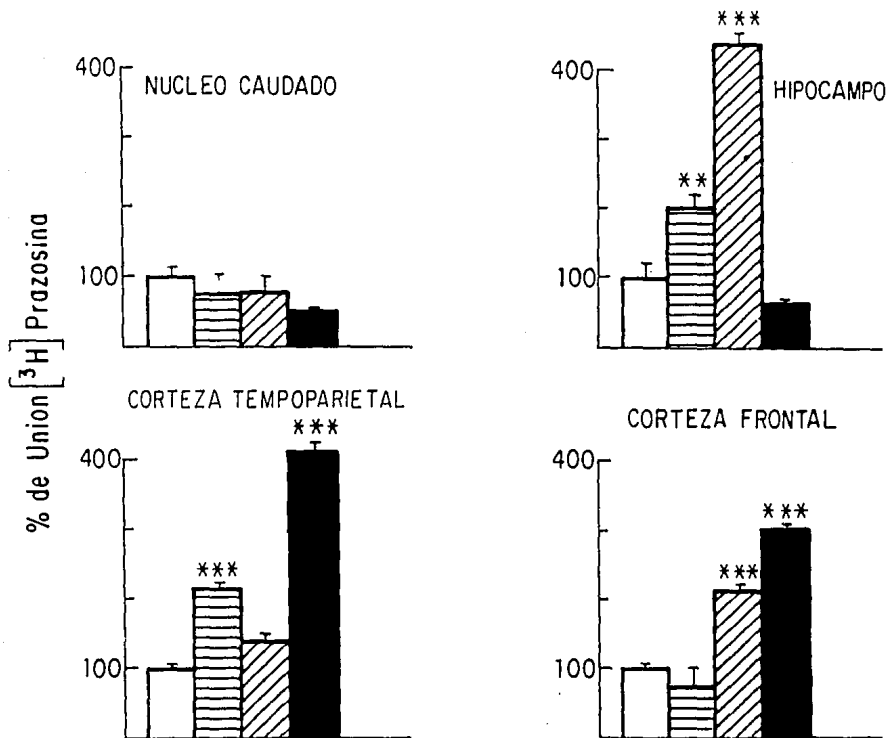 % de Union [³H] Prazosina
NUCLEO CAUDADO
400
100
HIPOCAMPO
400
100
**
***
CORTEZA TEMPOPARIETAL
400
100
***
***
CORTEZA FRONTAL
400
100
***
***